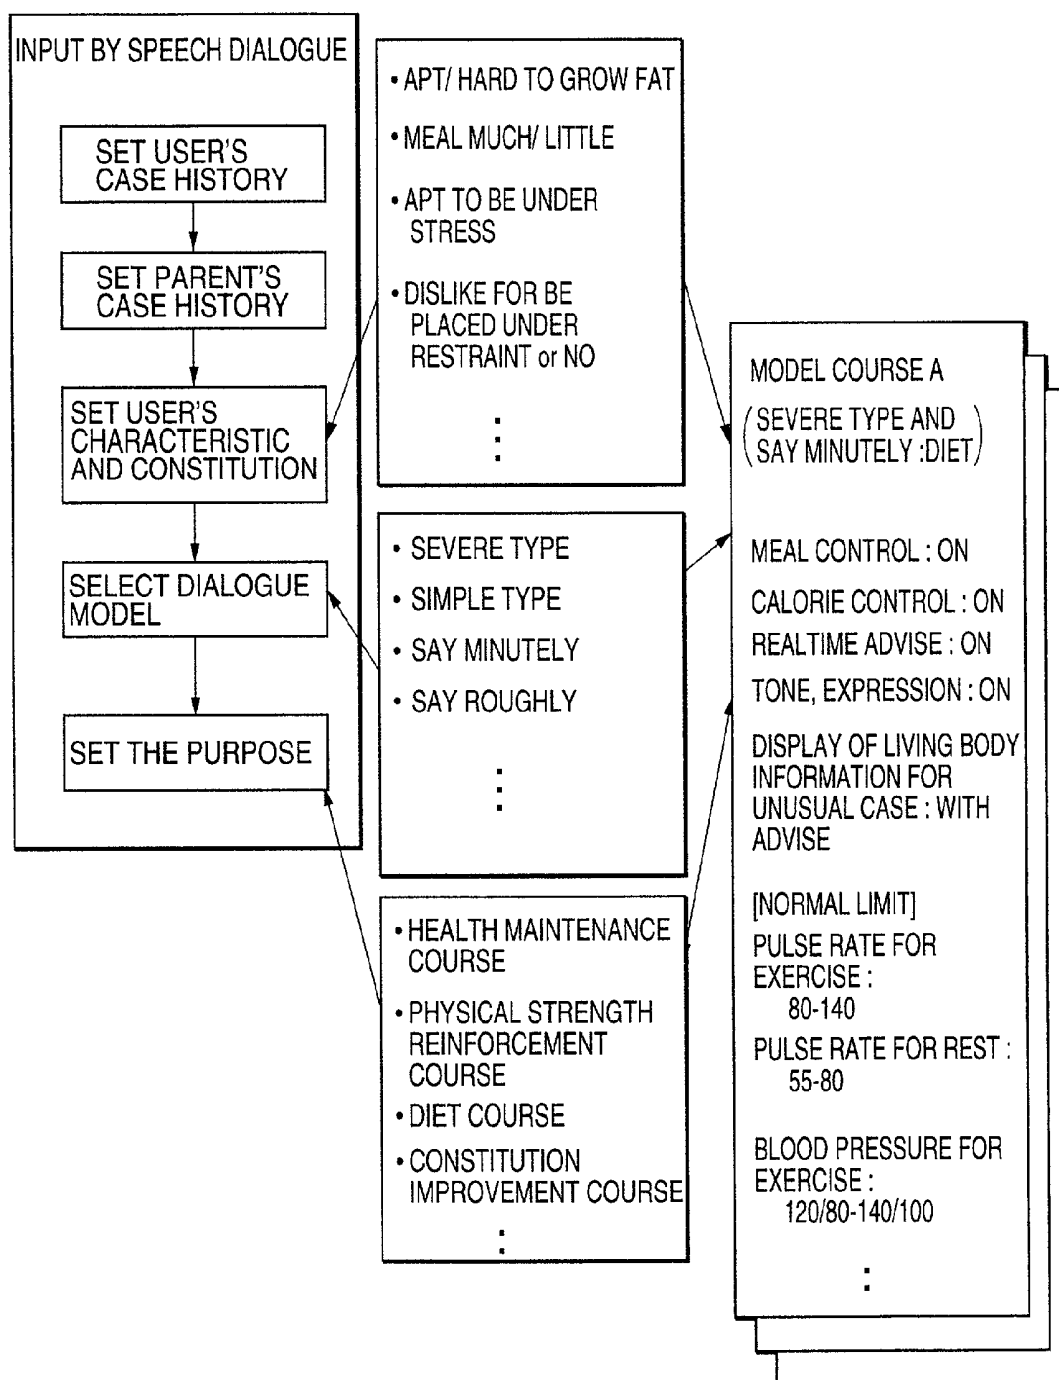 INPUT BY SPEECH DIALOGUE
SET USER'S
CASE HISTORY
SET PARENT'S
CASE HISTORY
SET USER'S
CHARACTERISTIC
AND CONSTITUTION
SELECT DIALOGUE
MODEL
SET THE PURPOSE
• APT/ HARD TO GROW FAT
• MEAL MUCH/ LITTLE
• APT TO BE UNDER
STRESS
• DISLIKE FOR BE
PLACED UNDER
RESTRAINT or NO
• SEVERE TYPE
• SIMPLE TYPE
• SAY MINUTELY
• SAY ROUGHLY
• HEALTH MAINTENANCE
COURSE
• PHYSICAL STRENGTH
REINFORCEMENT
COURSE
• DIET COURSE
• CONSTITUTION
IMPROVEMENT COURSE
MODEL COURSE A
(SEVERE TYPE AND
SAY MINUTELY :DIET)
MEAL CONTROL : ON
CALORIE CONTROL : ON
REALTIME ADVISE : ON
TONE, EXPRESSION : ON
DISPLAY OF LIVING BODY
INFORMATION FOR
UNUSUAL CASE : WITH
ADVISE
[NORMAL LIMIT]
PULSE RATE FOR
EXERCISE :
80-140
PULSE RATE FOR REST :
55-80
BLOOD PRESSURE FOR
EXERCISE :
120/80-140/100